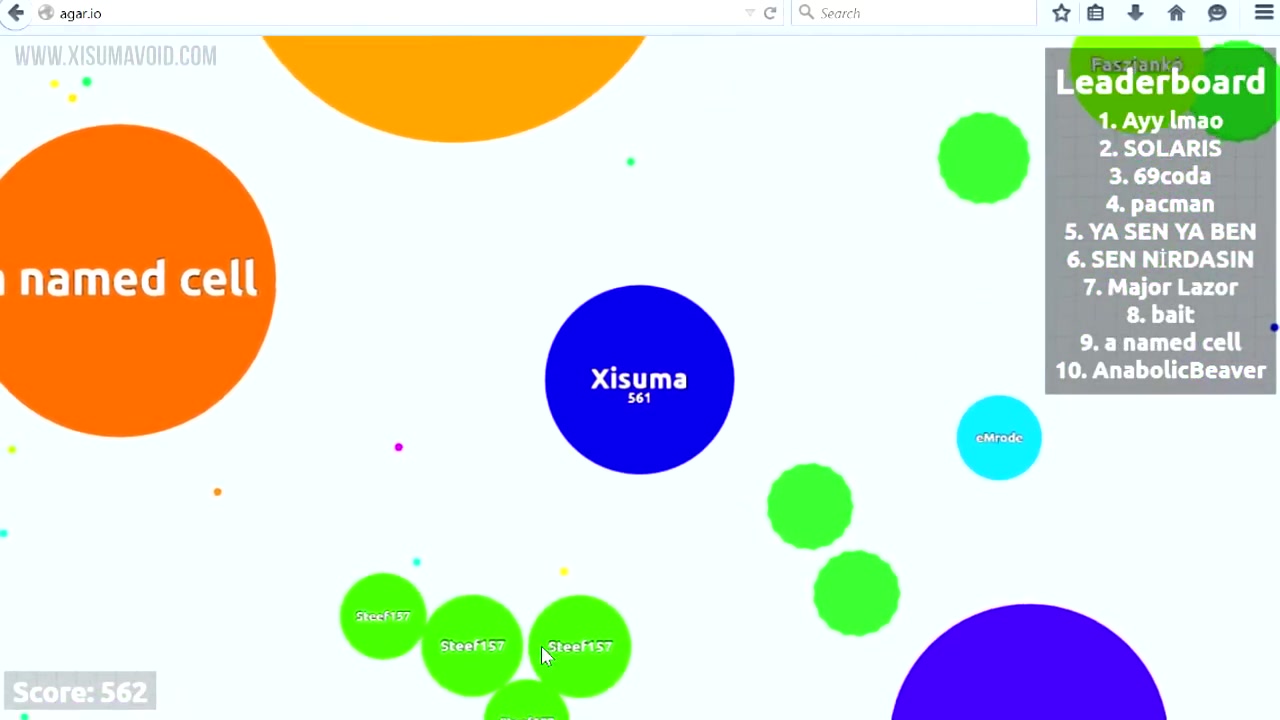 agar.io
Search
WWW.XISUMAVOID.COM
Faszjankó
Leaderboard
1. Ayy lmao
2. SOLARIS
3. 69coda
4. pacman
5. YA SEN YA BEN
6. SEN NİRDASIN
7. Major Lazor
8. bait
9. a named cell
10. AnabolicBeaver
named cell
Xisuma
561
eMrode
Steef157
Steef157
Steef157
Score: 562